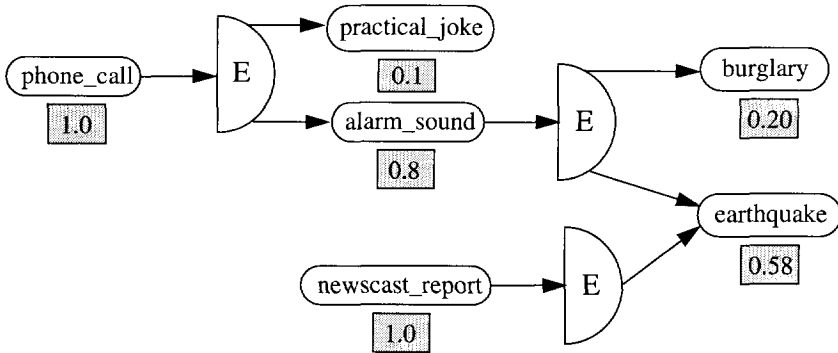 practical_joke
phone_call
E
0.1
1.0
alarm_sound
0.8
E
burglary
0.20
earthquake
0.58
newscast_report
1.0
E